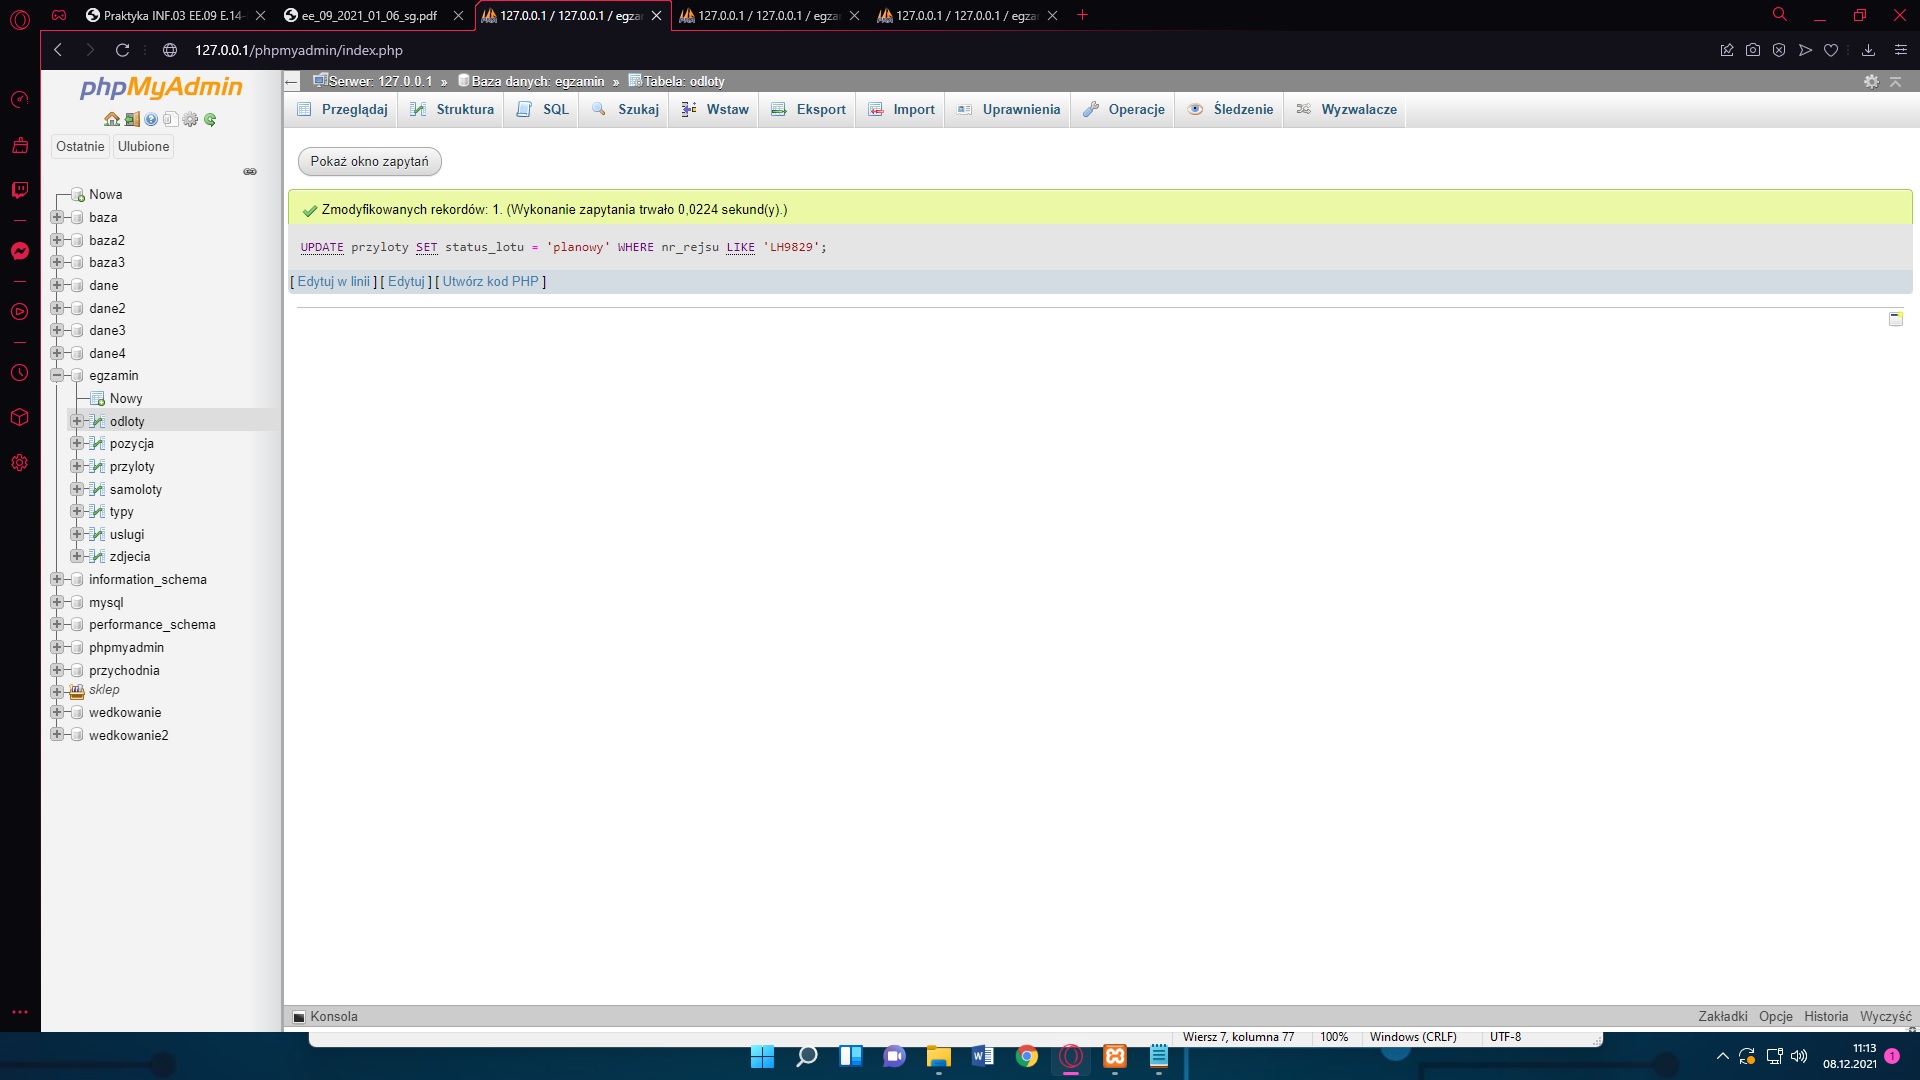 Praktyka INF.03 EE.09 E.14-
ee_09_2021_01_06_sg.pdf
127.0.0.1 / 127.0.0.1 / egza
127.0.0.1 / 127.0.0.1 / egza
127.0.0.1 / 127.0.0.1 / egza
127.0.0.1/phpmyadmin/index.php
phpMyAdmin
Ostatnie
Ulubione
Nowa
baza
baza2
baza3
dane
dane2
dane3
dane4
egzamin
Nowy
odloty
pozycja
przyloty
samoloty
typy
uslugi
zdjecia
information_schema
mysql
performance_schema
phpmyadmin
przychodnia
sklep
wedkowanie
wedkowanie2
Serwer: 127.0.0.1 » Baza danych: egzamin » Tabela: odloty
Przeglądaj Struktura SQL Szukaj Wstaw Eksport Import Uprawnienia Operacje Śledzenie Wyzwalacze
Pokaż okno zapytań
Zmodyfikowanych rekordów: 1. (Wykonanie zapytania trwało 0,0224 sekund(y).)
UPDATE przyloty SET status_lotu = 'planowy' WHERE nr_rejsu LIKE 'LH9829';
[ Edytuj w linii ] [ Edytuj ] [ Utwórz kod PHP ]
Konsola
Zakładki Opcje Historia Wyczyść
Wiersz 7, kolumna 77 100% Windows (CRLF) UTF-8
11:13
08.12.2021
1